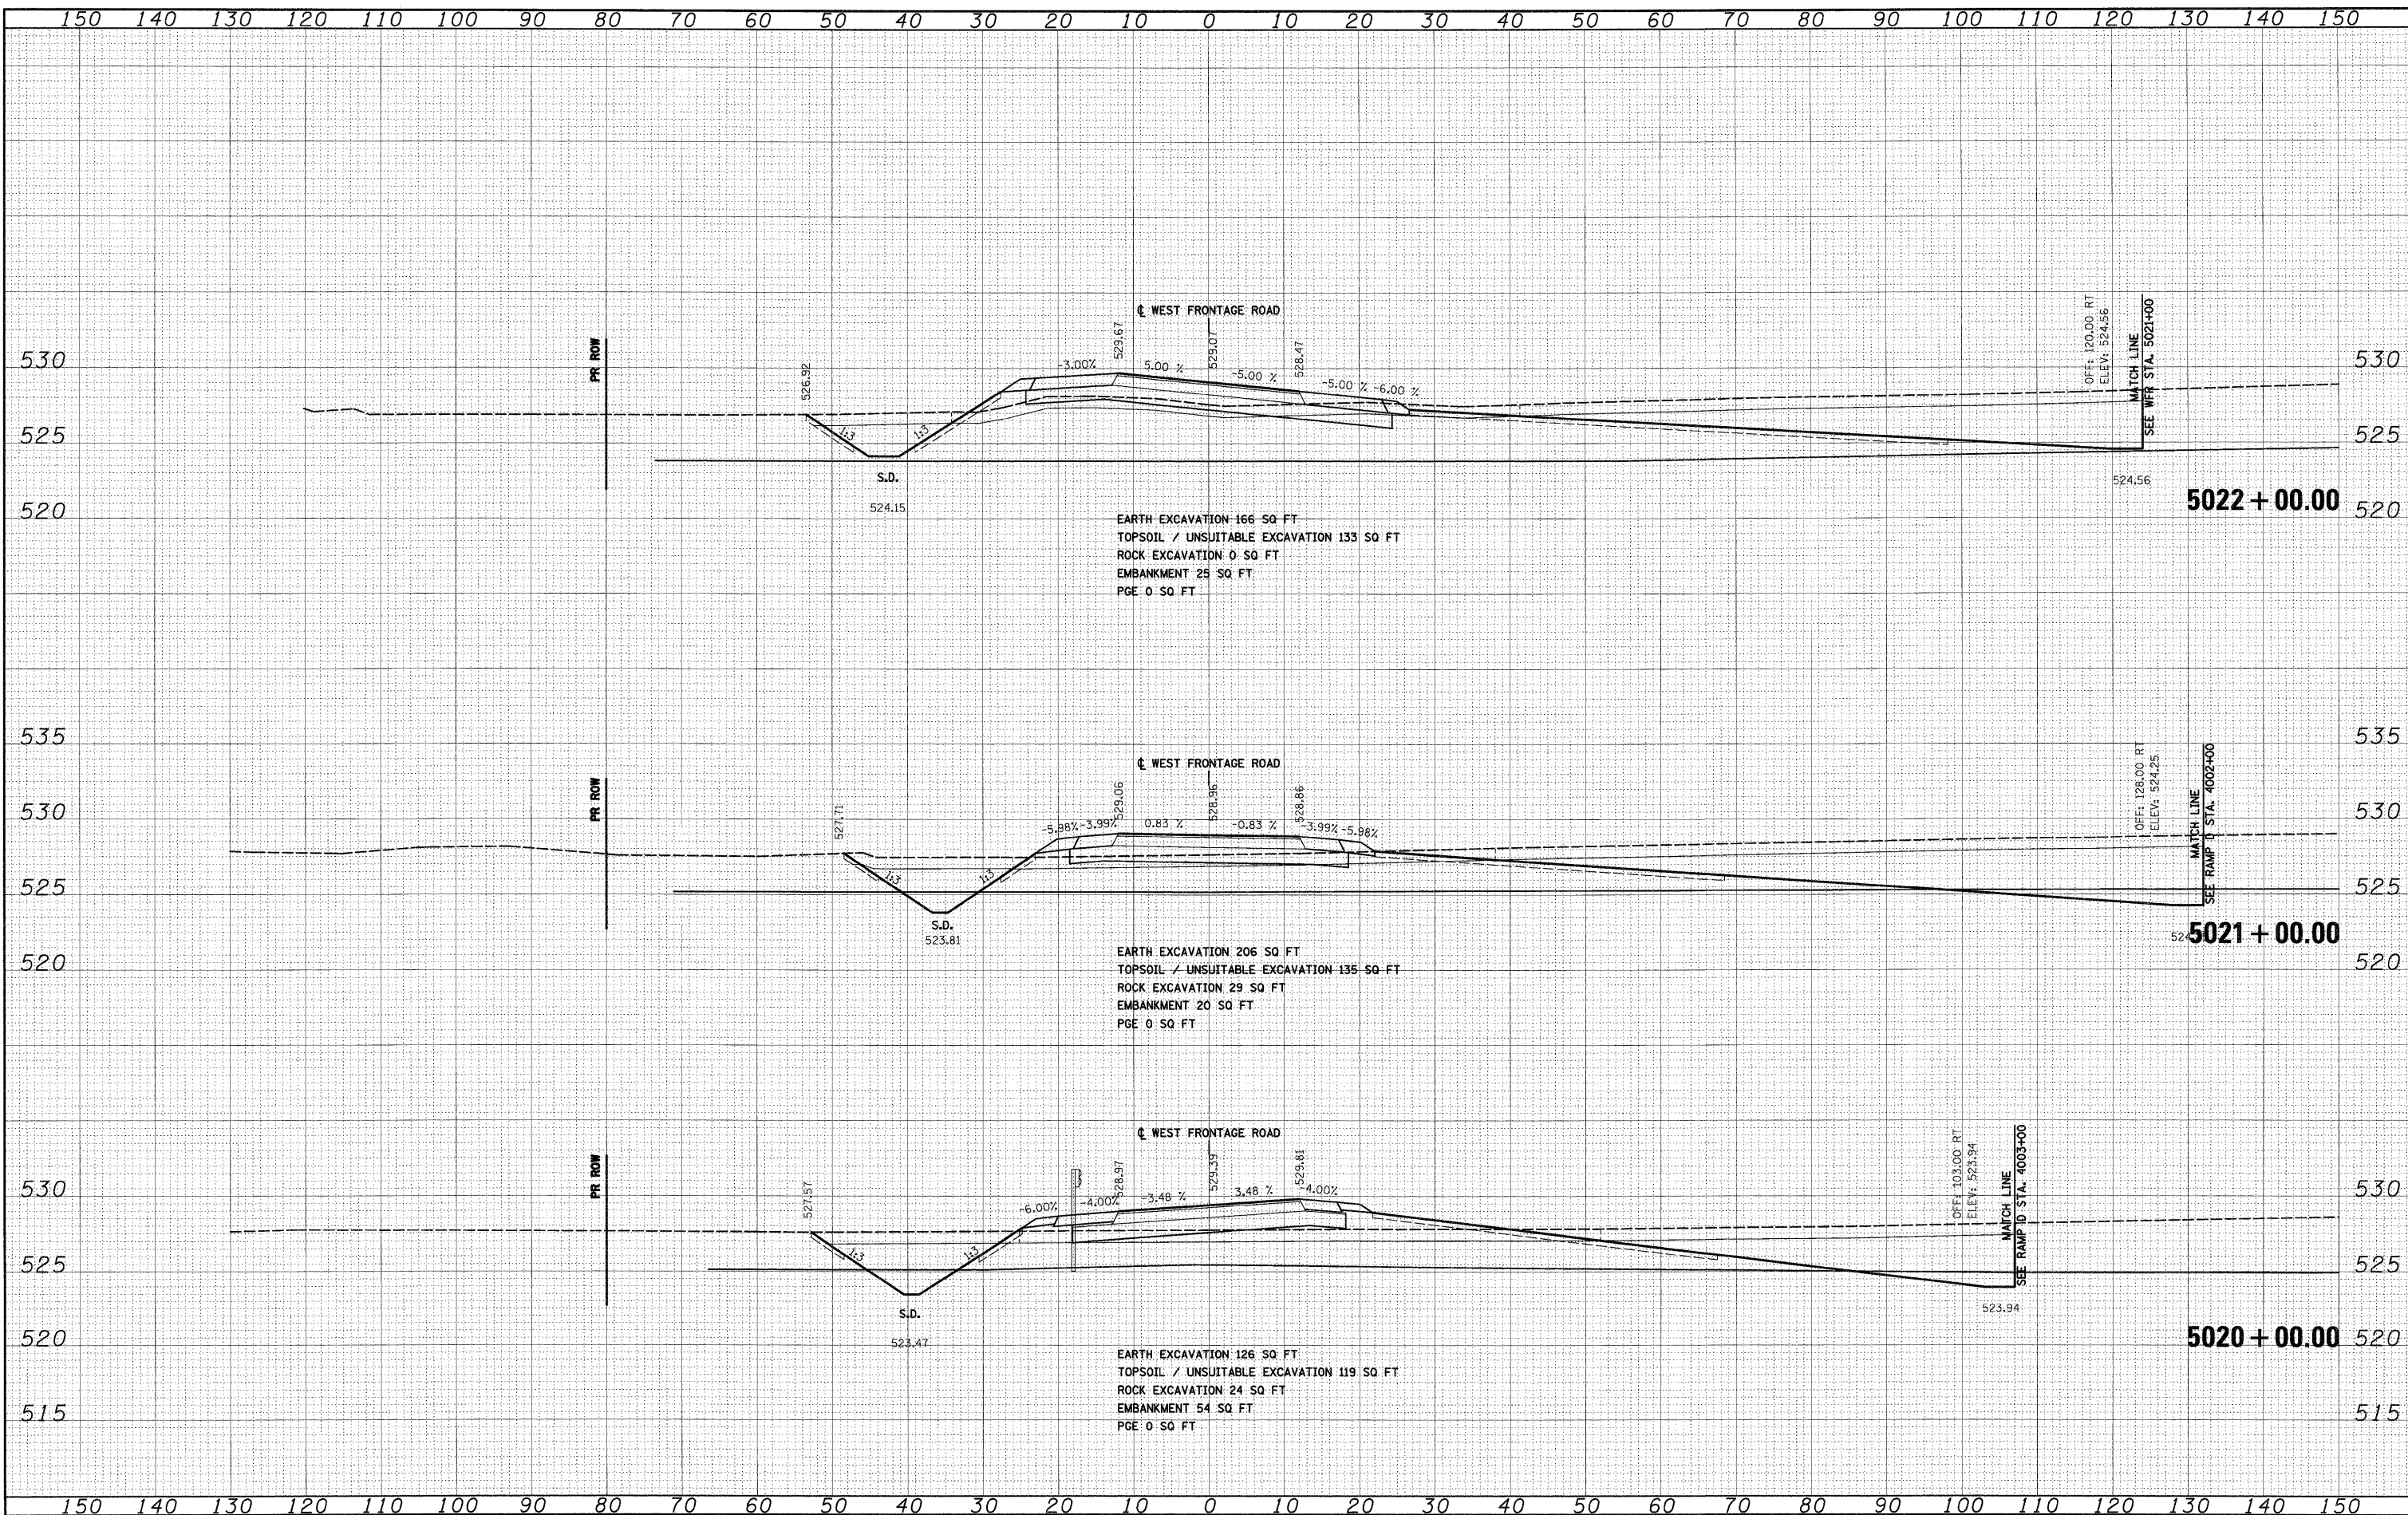 150 140 130 120 110 100 90 80 70 60 50 40 30 20 10 0 10 20 30 40 50 60 70 80 90 100 110 120 130 140 150
℄ WEST FRONTAGE ROAD
PR ROW
526.92
529.67
529.07
528.47
-3.00% 5.00 % -5.00 % -5.00 % -6.00 %
1:3 1:3
S.D.
524.15
OFF: 120.00 RT
ELEV: 524.56
MATCH LINE
SEE WFR STA. 5021+00
524.56
530 530
525 525
520 520
5022+00.00
EARTH EXCAVATION 166 SQ FT
TOPSOIL / UNSUITABLE EXCAVATION 133 SQ FT
ROCK EXCAVATION 0 SQ FT
EMBANKMENT 25 SQ FT
PGE 0 SQ FT
535 535
℄ WEST FRONTAGE ROAD
PR ROW
527.71
529.06
528.96
528.86
-5.98% -3.99% 0.83 % -0.83 % -3.99% -5.98%
1:3 1:3
S.D.
523.81
OFF: 128.00 RT
ELEV: 524.25
MATCH LINE
SEE RAMP D STA. 4002+00
530 530
525 525
520 520
5021+00.00
EARTH EXCAVATION 206 SQ FT
TOPSOIL / UNSUITABLE EXCAVATION 135 SQ FT
ROCK EXCAVATION 29 SQ FT
EMBANKMENT 20 SQ FT
PGE 0 SQ FT
℄ WEST FRONTAGE ROAD
PR ROW
527.57
528.97
529.39
529.81
-6.00% -4.00% -3.48 % 3.48 % -4.00%
1:3 1:3
S.D.
523.47
OFF: 103.00 RT
ELEV: 523.94
MATCH LINE
SEE RAMP D STA. 4003+00
523.94
530 530
525 525
520 520
5020+00.00
EARTH EXCAVATION 126 SQ FT
TOPSOIL / UNSUITABLE EXCAVATION 119 SQ FT
ROCK EXCAVATION 24 SQ FT
EMBANKMENT 54 SQ FT
PGE 0 SQ FT
515 515
150 140 130 120 110 100 90 80 70 60 50 40 30 20 10 0 10 20 30 40 50 60 70 80 90 100 110 120 130 140 150